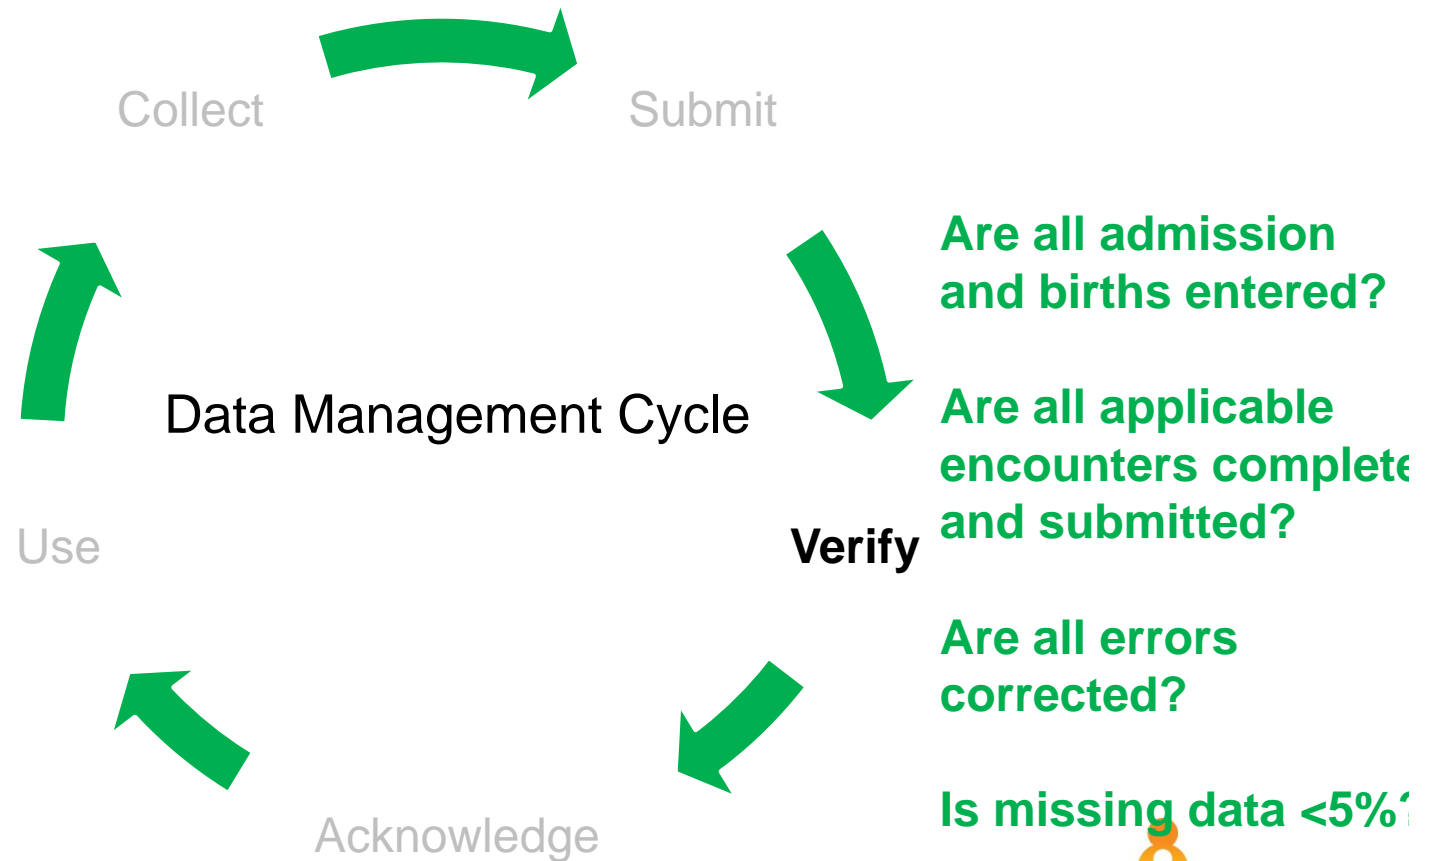 Collect
Submit
Are all admission
and births entered?
Data Management Cycle
Are all applicable
encounters complete
and submitted?
Use
Verify
Are all errors
corrected?
Is missing data <5%?
Acknowledge